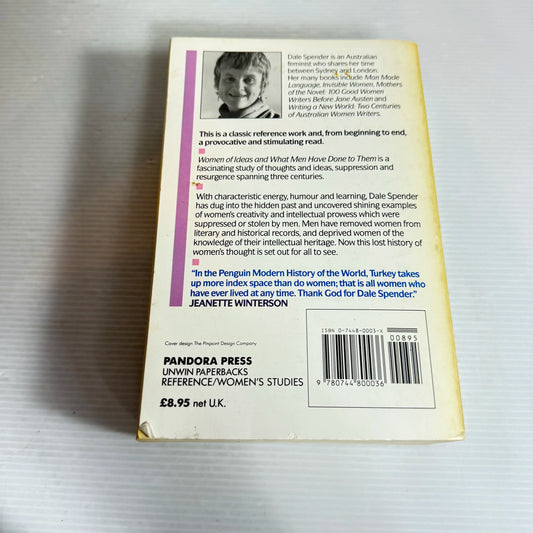 Dale Spender is an Australian
feminist who shares her time
between Sydney and London.
Her many books include Man Made
Language, Invisible Women, Mothers
of the Novel: 100 Good Women
Writers Before Jane Austen and
Writing a New World: Two Centuries
of Australian Women Writers.
This is a classic reference work and, from beginning to end,
a provocative and stimulating read.
Women of Ideas and What Men Have Done to Them is a
fascinating study of thoughts and ideas, suppression and
resurgence spanning three centuries.
With characteristic energy, humour and learning, Dale Spender
has dug into the hidden past and uncovered shining examples
of women's creativity and intellectual prowess which were
suppressed or stolen by men. Men have removed women from
literary and historical records, and deprived women of the
knowledge of their intellectual heritage. Now this lost history of
women's thought is set out for all to see.
"In the Penguin Modern History of the World, Turkey takes
up more index space than do women; that is all women who
have ever lived at any time. Thank God for Dale Spender."
JEANETTE WINTERSON
Cover design The Pinpoint Design Company
PANDORA PRESS
UNWIN PAPERBACKS
REFERENCE/WOMEN'S STUDIES
£8.95 net U.K.
ISBN 0-7448-0003-X
00895
9 780744 800036